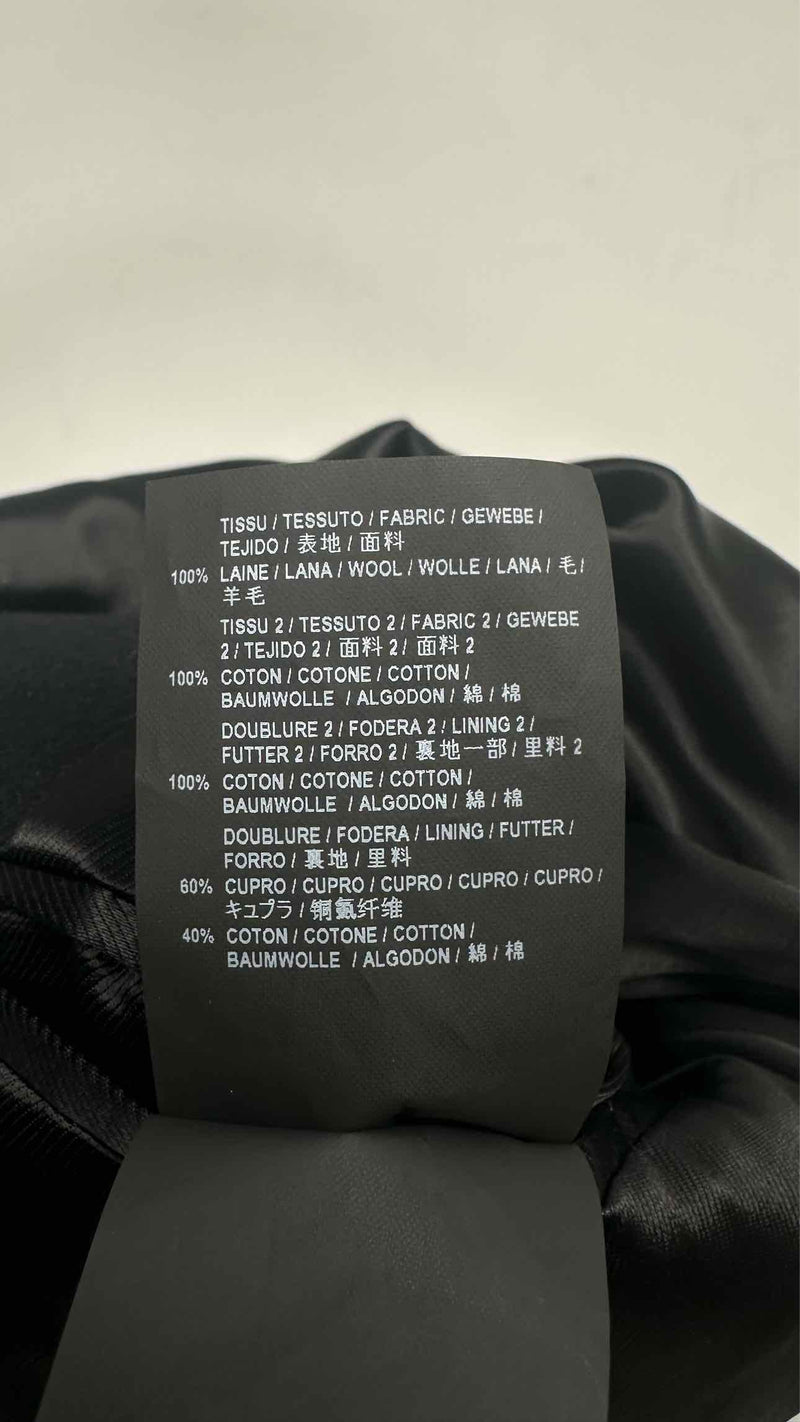 TISSU / TESSUTO / FABRIC / GEWEBE /
TEJIDO / 表地 / 面料
100% LAINE / LANA / WOOL / WOLLE / LANA / 毛 /
羊毛
TISSU 2 / TESSUTO 2 / FABRIC 2 / GEWEBE
2 / TEJIDO 2 / 面料 2 / 面料 2
100% COTON / COTONE / COTTON /
BAUMWOLLE / ALGODON / 綿 / 棉
DOUBLURE 2 / FODERA 2 / LINING 2 /
FUTTER 2 / FORRO 2 / 裏地一部 / 里料 2
100% COTON / COTONE / COTTON /
BAUMWOLLE / ALGODON / 綿 / 棉
DOUBLURE / FODERA / LINING / FUTTER /
FORRO / 裏地 / 里料
60% CUPRO / CUPRO / CUPRO / CUPRO / CUPRO /
キュプラ / 铜氨纤维
40% COTON / COTONE / COTTON /
BAUMWOLLE / ALGODON / 綿 / 棉